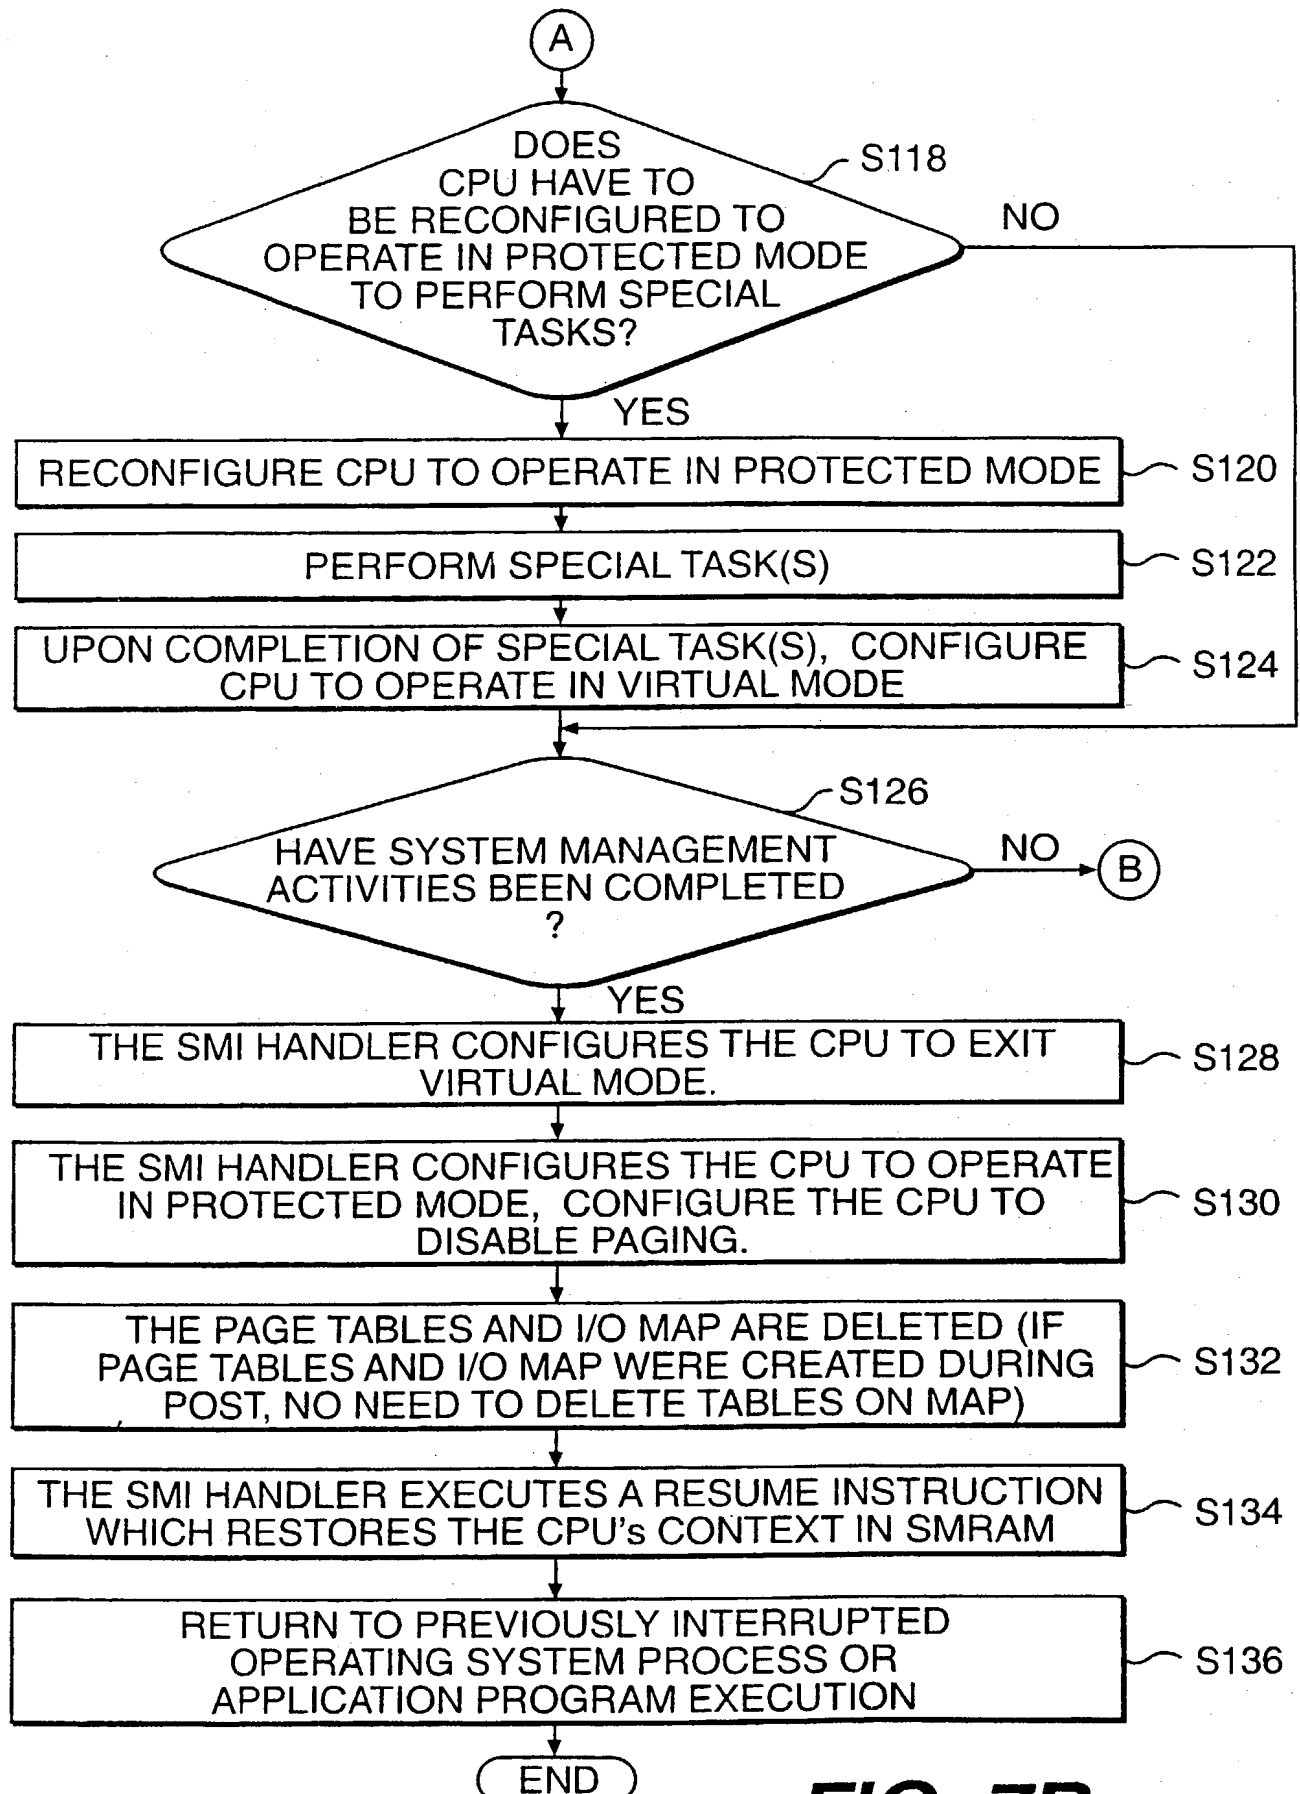 A
DOES
CPU HAVE TO
BE RECONFIGURED TO
OPERATE IN PROTECTED MODE
TO PERFORM SPECIAL
TASKS?
S118
NO
YES
RECONFIGURE CPU TO OPERATE IN PROTECTED MODE
S120
PERFORM SPECIAL TASK(S)
S122
UPON COMPLETION OF SPECIAL TASK(S), CONFIGURE
CPU TO OPERATE IN VIRTUAL MODE
S124
S126
HAVE SYSTEM MANAGEMENT
ACTIVITIES BEEN COMPLETED
?
NO
B
YES
THE SMI HANDLER CONFIGURES THE CPU TO EXIT
VIRTUAL MODE.
S128
THE SMI HANDLER CONFIGURES THE CPU TO OPERATE
IN PROTECTED MODE, CONFIGURE THE CPU TO
DISABLE PAGING.
S130
THE PAGE TABLES AND I/O MAP ARE DELETED (IF
PAGE TABLES AND I/O MAP WERE CREATED DURING
POST, NO NEED TO DELETE TABLES ON MAP)
S132
THE SMI HANDLER EXECUTES A RESUME INSTRUCTION
WHICH RESTORES THE CPU's CONTEXT IN SMRAM
S134
RETURN TO PREVIOUSLY INTERRUPTED
OPERATING SYSTEM PROCESS OR
APPLICATION PROGRAM EXECUTION
S136
END